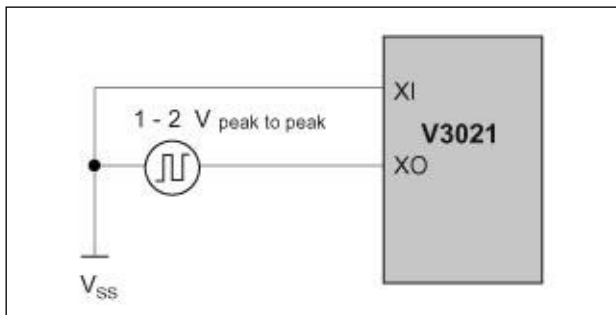 XI
1 - 2 V peak to peak
V3021
XO
VSS